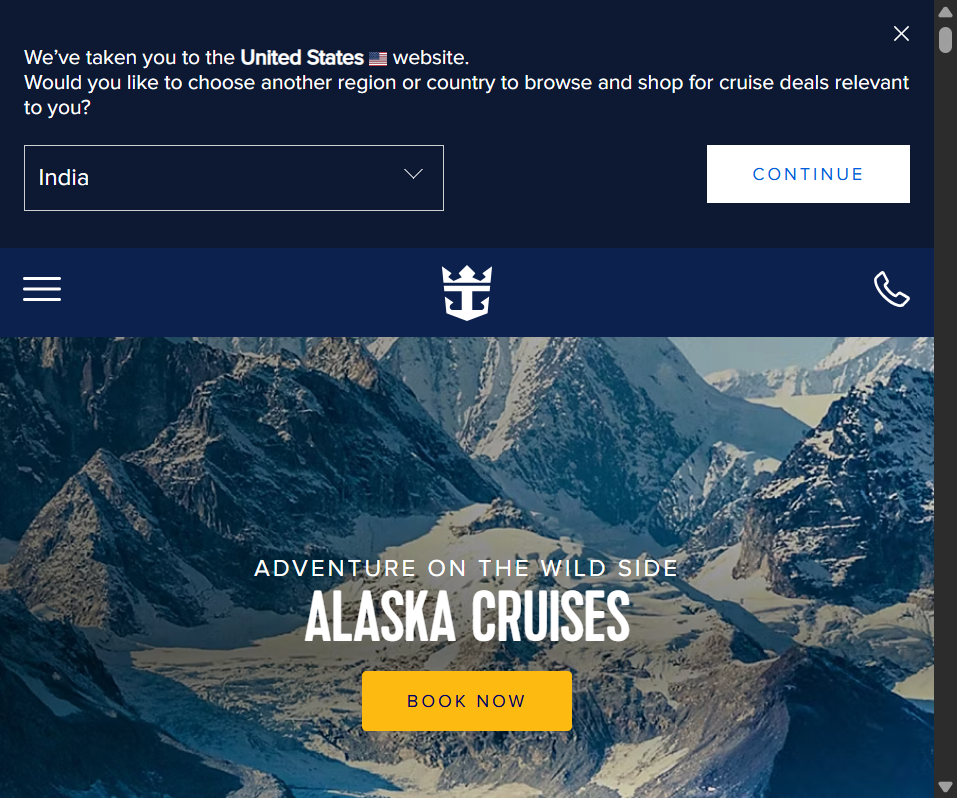 We’ve taken you to the United States 🇺🇸 website.
Would you like to choose another region or country to browse and shop for cruise deals relevant
to you?
India
CONTINUE
ADVENTURE ON THE WILD SIDE
ALASKA CRUISES
BOOK NOW